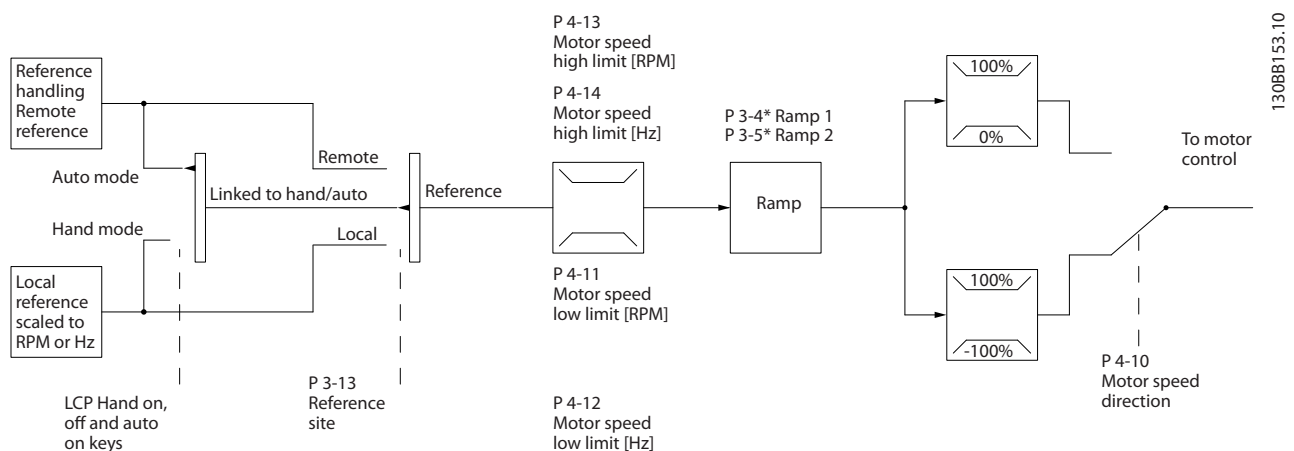 P 4-13
Motor speed
high limit [RPM]
P 4-14
Motor speed
high limit [Hz]
130BB153.10
Reference
handling
Remote
reference
P 3-4* Ramp 1
P 3-5* Ramp 2
100%
0%
To motor
control
Remote
Auto mode
Linked to hand/auto
Reference
Ramp
Hand mode
Local
Local
reference
scaled to
RPM or Hz
P 4-11
Motor speed
low limit [RPM]
100%
-100%
P 4-10
Motor speed
direction
LCP Hand on,
off and auto
on keys
P 3-13
Reference
site
P 4-12
Motor speed
low limit [Hz]